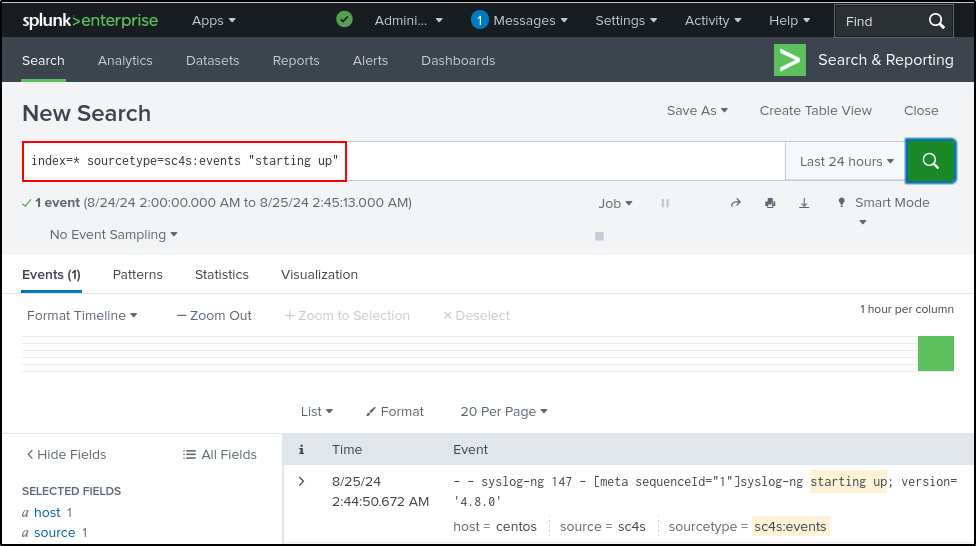 splunk>enterprise Apps Admini... 1 Messages Settings Activity Help Find
Search Analytics Datasets Reports Alerts Dashboards Search & Reporting
New Search Save As Create Table View Close
index=* sourcetype=sc4s:events "starting up" Last 24 hours
1 event (8/24/24 2:00:00.000 AM to 8/25/24 2:45:13.000 AM) Job Smart Mode
No Event Sampling
Events (1) Patterns Statistics Visualization
Format Timeline Zoom Out Zoom to Selection Deselect 1 hour per column
List Format 20 Per Page
Hide Fields All Fields i Time Event
SELECTED FIELDS
a host 1
a source 1
8/25/24
2:44:50.672 AM
- - syslog-ng 147 - [meta sequenceId="1"]syslog-ng starting up; version=
'4.8.0'
host = centos source = sc4s sourcetype = sc4s:events